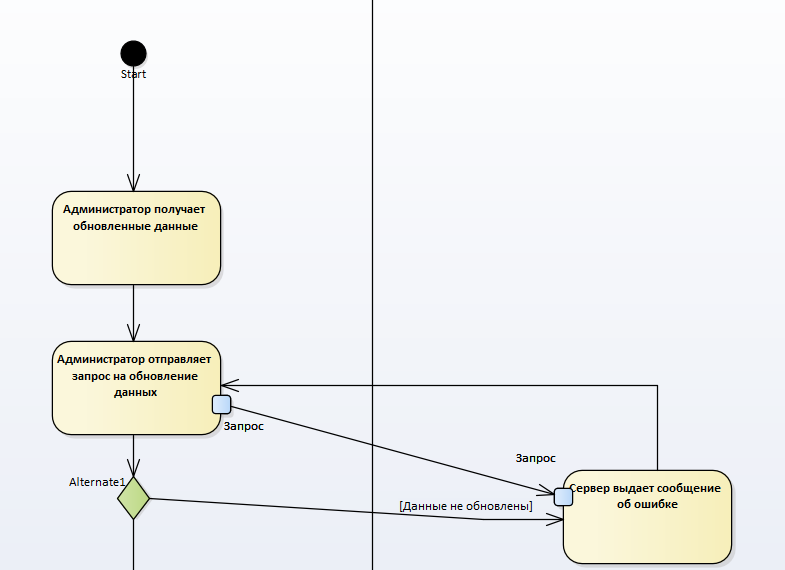 Start
Администратор получает
обновленные данные
Администратор отправляет
запрос на обновление
данных
Запрос
Запрос
Alternate1
Сервер выдает сообщение
об ошибке
[Данные не обновлены]